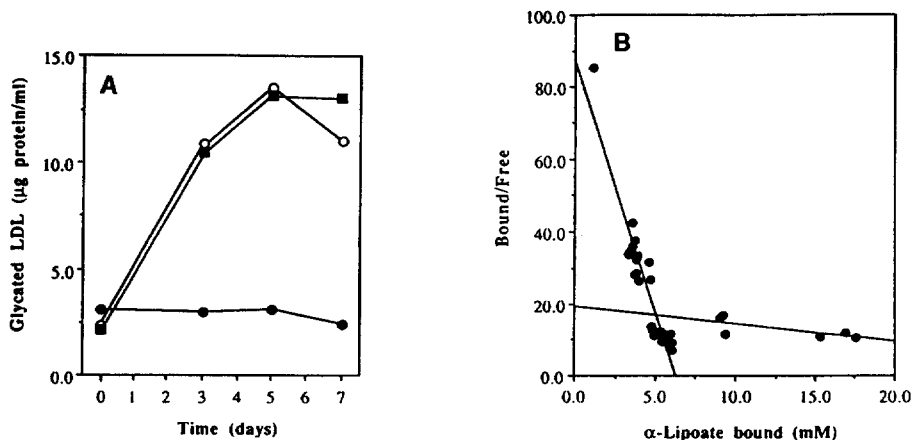 A
15.0
10.0
5.0
0.0
Glycated LDL (µg protein/ml)
0 1 2 3 4 5 6 7
Time (days)
B
100.0
80.0
60.0
40.0
20.0
0.0
Bound/Free
0.0 5.0 10.0 15.0 20.0
α-Lipoate bound (mM)